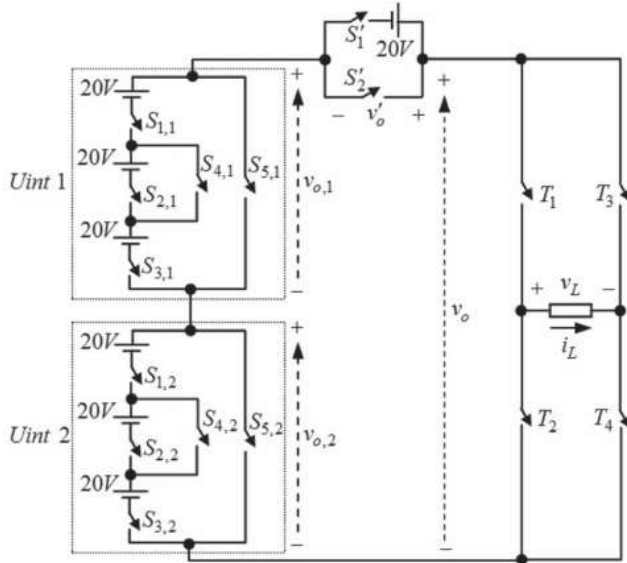 S′1
20V
S′2
− v′o +
20V
S1,1
20V
S4,1
S5,1
Uint 1
S2,1
20V
S3,1
+
vo,1
−
T1
T3
+ vL −
iL
vo
+
−
20V
S1,2
20V
S4,2
S5,2
Uint 2
S2,2
20V
S3,2
+
vo,2
−
T2
T4